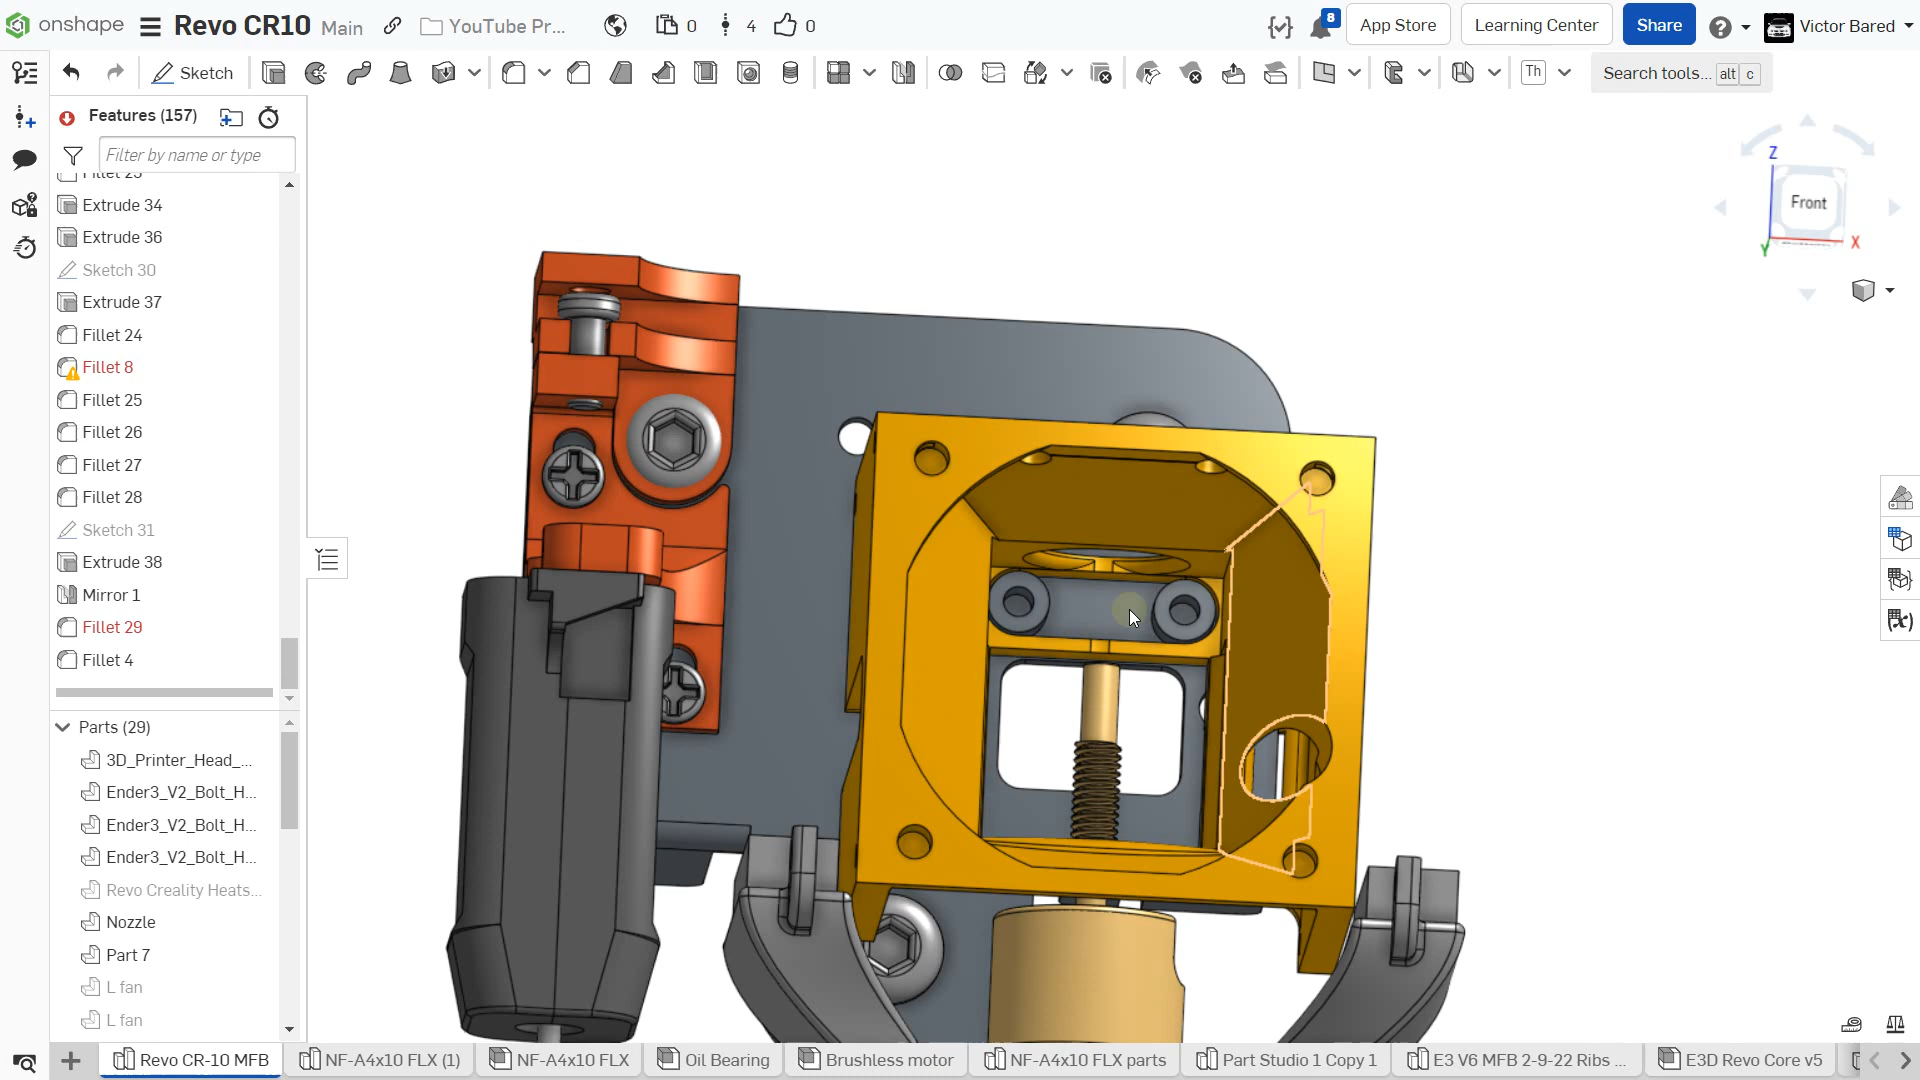 onshape
Revo CR10 Main
YouTube Pr...
0
4
0
8
App Store
Learning Center
Share
Victor Bared
Sketch
Th
Search tools... alt c
Features (157)
Filter by name or type
Extrude 34
Extrude 36
Sketch 30
Extrude 37
Fillet 24
Fillet 8
Fillet 25
Fillet 26
Fillet 27
Fillet 28
Sketch 31
Extrude 38
Mirror 1
Fillet 29
Fillet 4
Parts (29)
3D_Printer_Head_...
Ender3_V2_Bolt_H...
Ender3_V2_Bolt_H...
Ender3_V2_Bolt_H...
Revo Creality Heats...
Nozzle
Part 7
L fan
L fan
Z
Front
X
Y
Revo CR-10 MFB
NF-A4x10 FLX (1)
NF-A4x10 FLX
Oil Bearing
Brushless motor
NF-A4x10 FLX parts
Part Studio 1 Copy 1
E3 V6 MFB 2-9-22 Ribs ...
E3D Revo Core v5